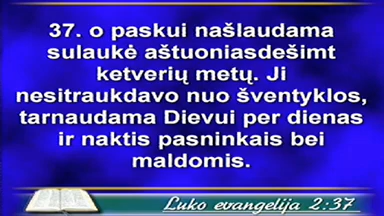 37. o paskui našlaudama
sulaukė aštuoniasdešimt
ketverių metų. Ji
nesitraukdavo nuo šventyklos,
tarnaudama Dievui per dienas
ir naktis pasninkais bei
maldomis.
Luko evangelija 2:37